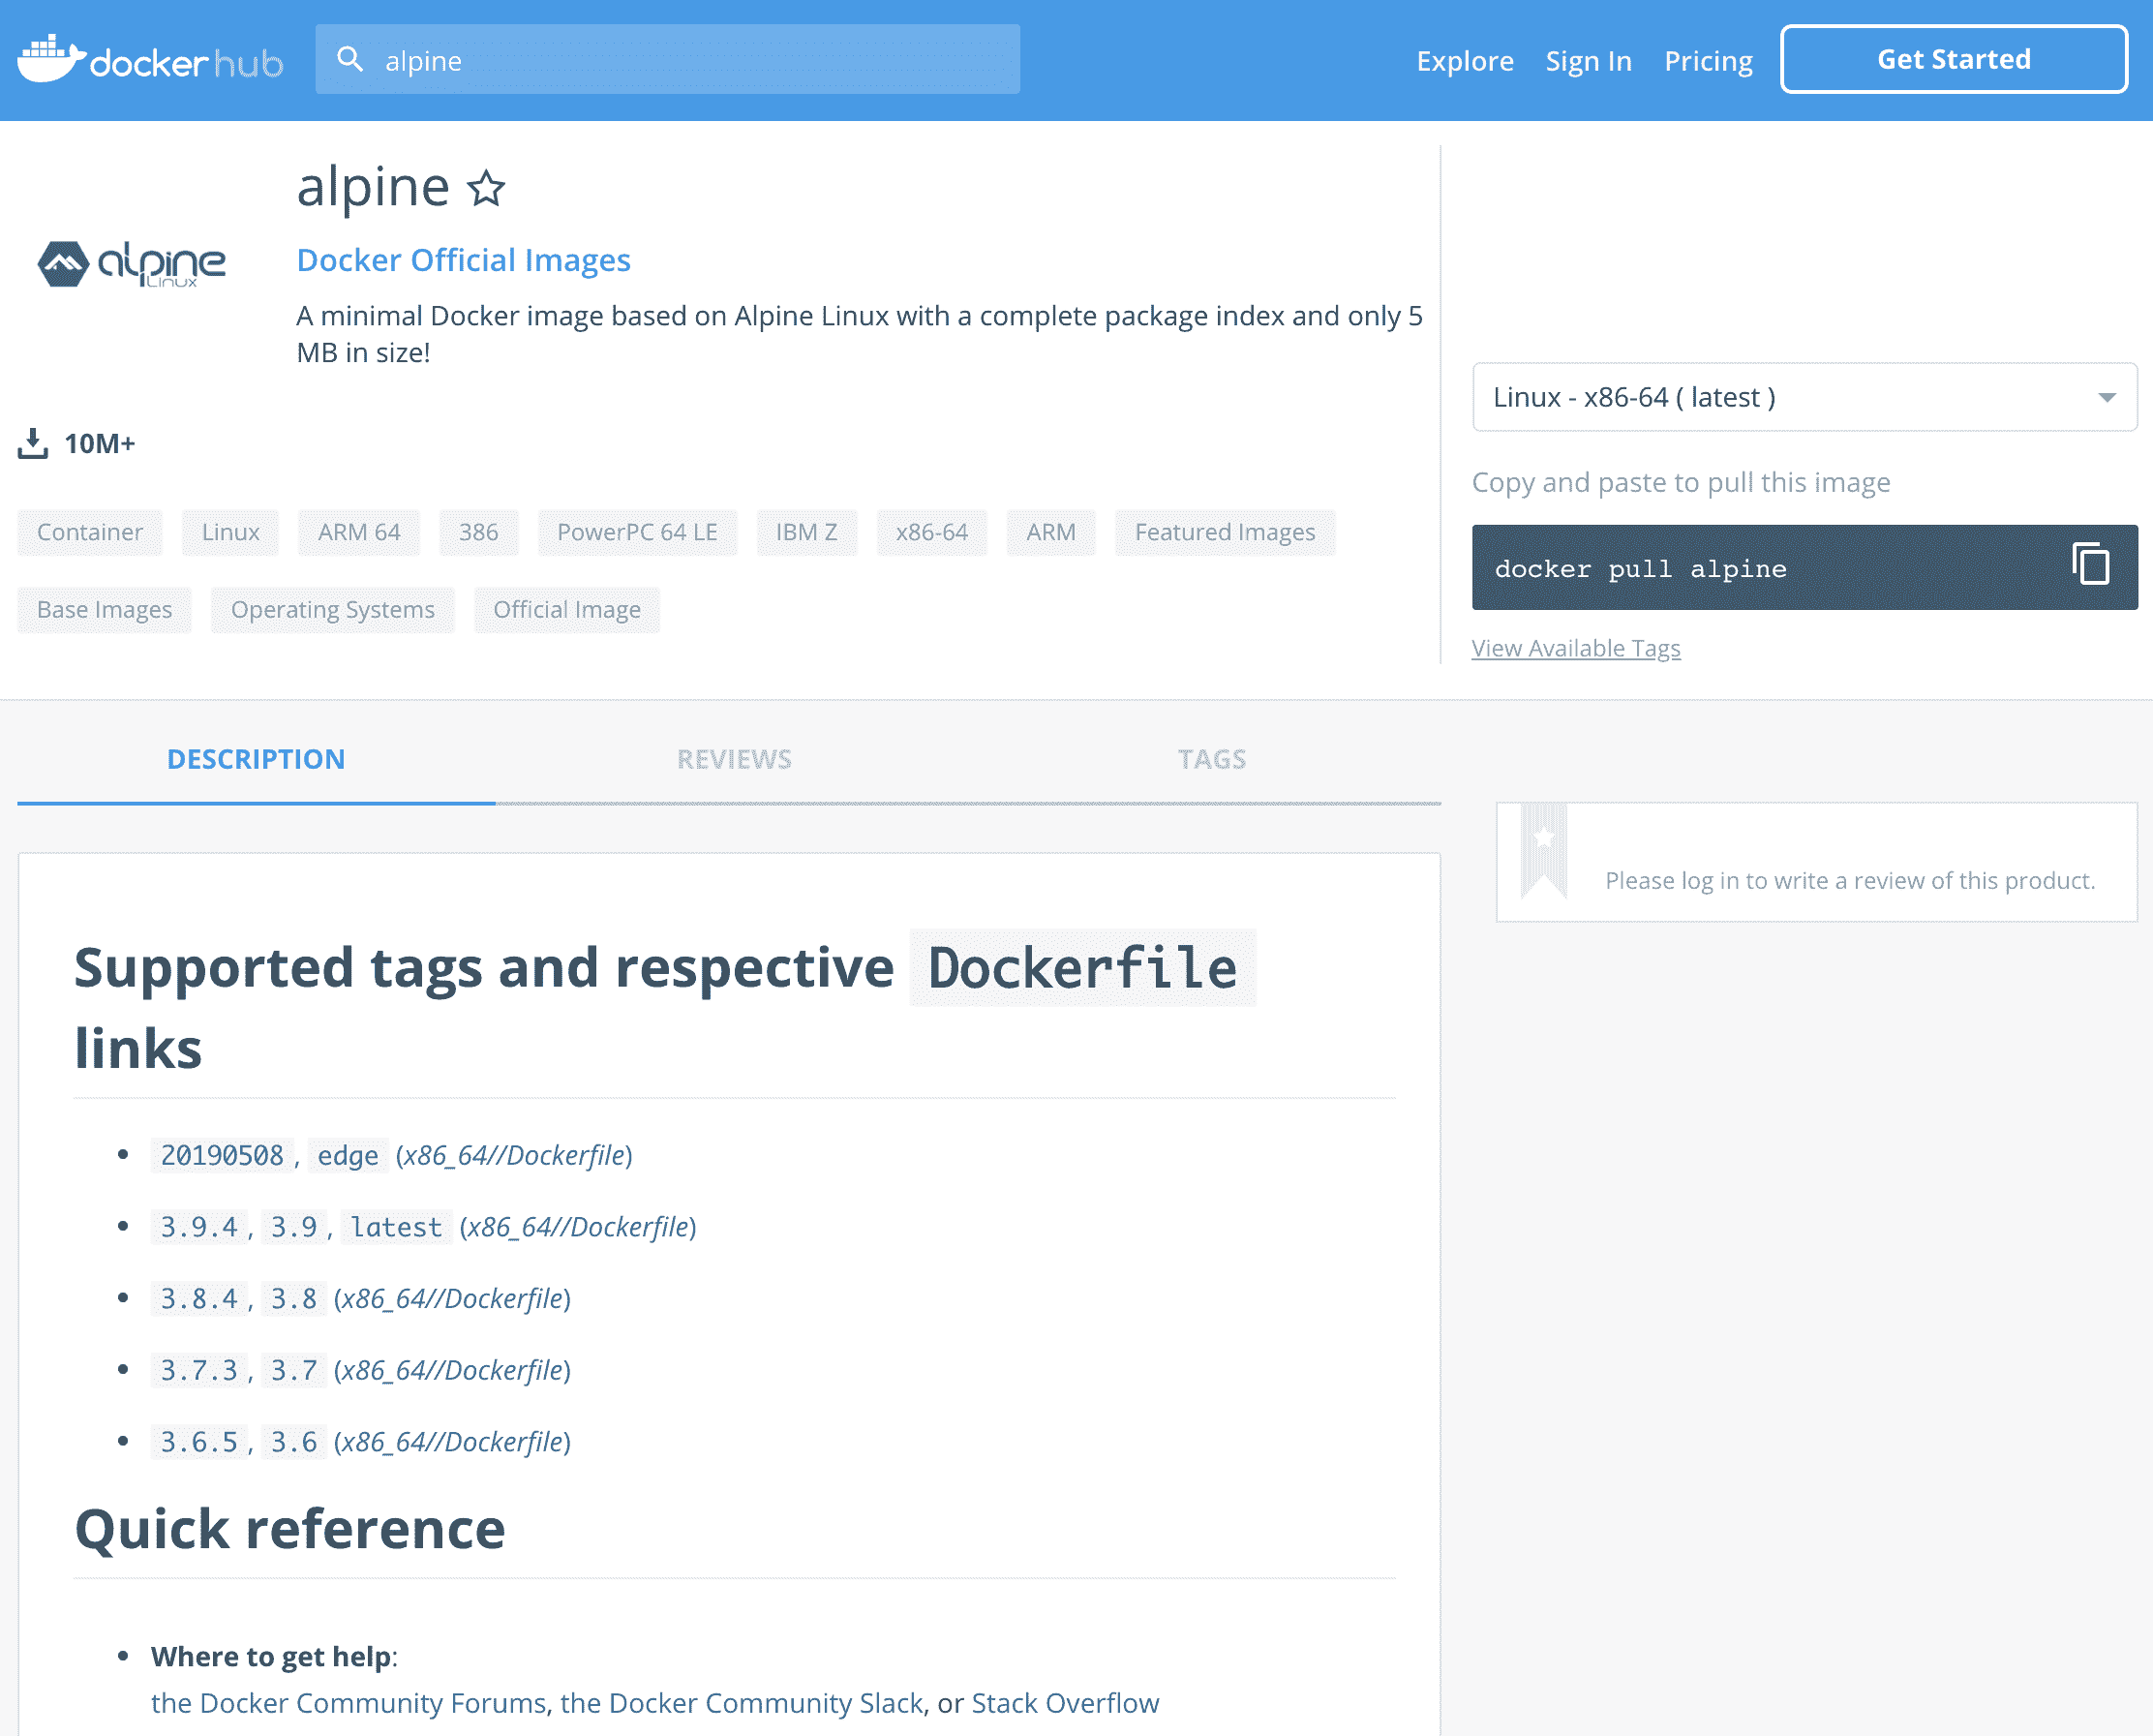 docker hub
alpine
Explore
Sign In
Pricing
Get Started
alpine
alpine
Linux
Docker Official Images
A minimal Docker image based on Alpine Linux with a complete package index and only 5
MB in size!
10M+
Container
Linux
ARM 64
386
PowerPC 64 LE
IBM Z
x86-64
ARM
Featured Images
Base Images
Operating Systems
Official Image
Linux - x86-64 ( latest )
Copy and paste to pull this image
docker pull alpine
View Available Tags
DESCRIPTION
REVIEWS
TAGS
Please log in to write a review of this product.
Supported tags and respective Dockerfile
links
20190508, edge (x86_64//Dockerfile)
3.9.4, 3.9, latest (x86_64//Dockerfile)
3.8.4, 3.8 (x86_64//Dockerfile)
3.7.3, 3.7 (x86_64//Dockerfile)
3.6.5, 3.6 (x86_64//Dockerfile)
Quick reference
Where to get help:
the Docker Community Forums, the Docker Community Slack, or Stack Overflow